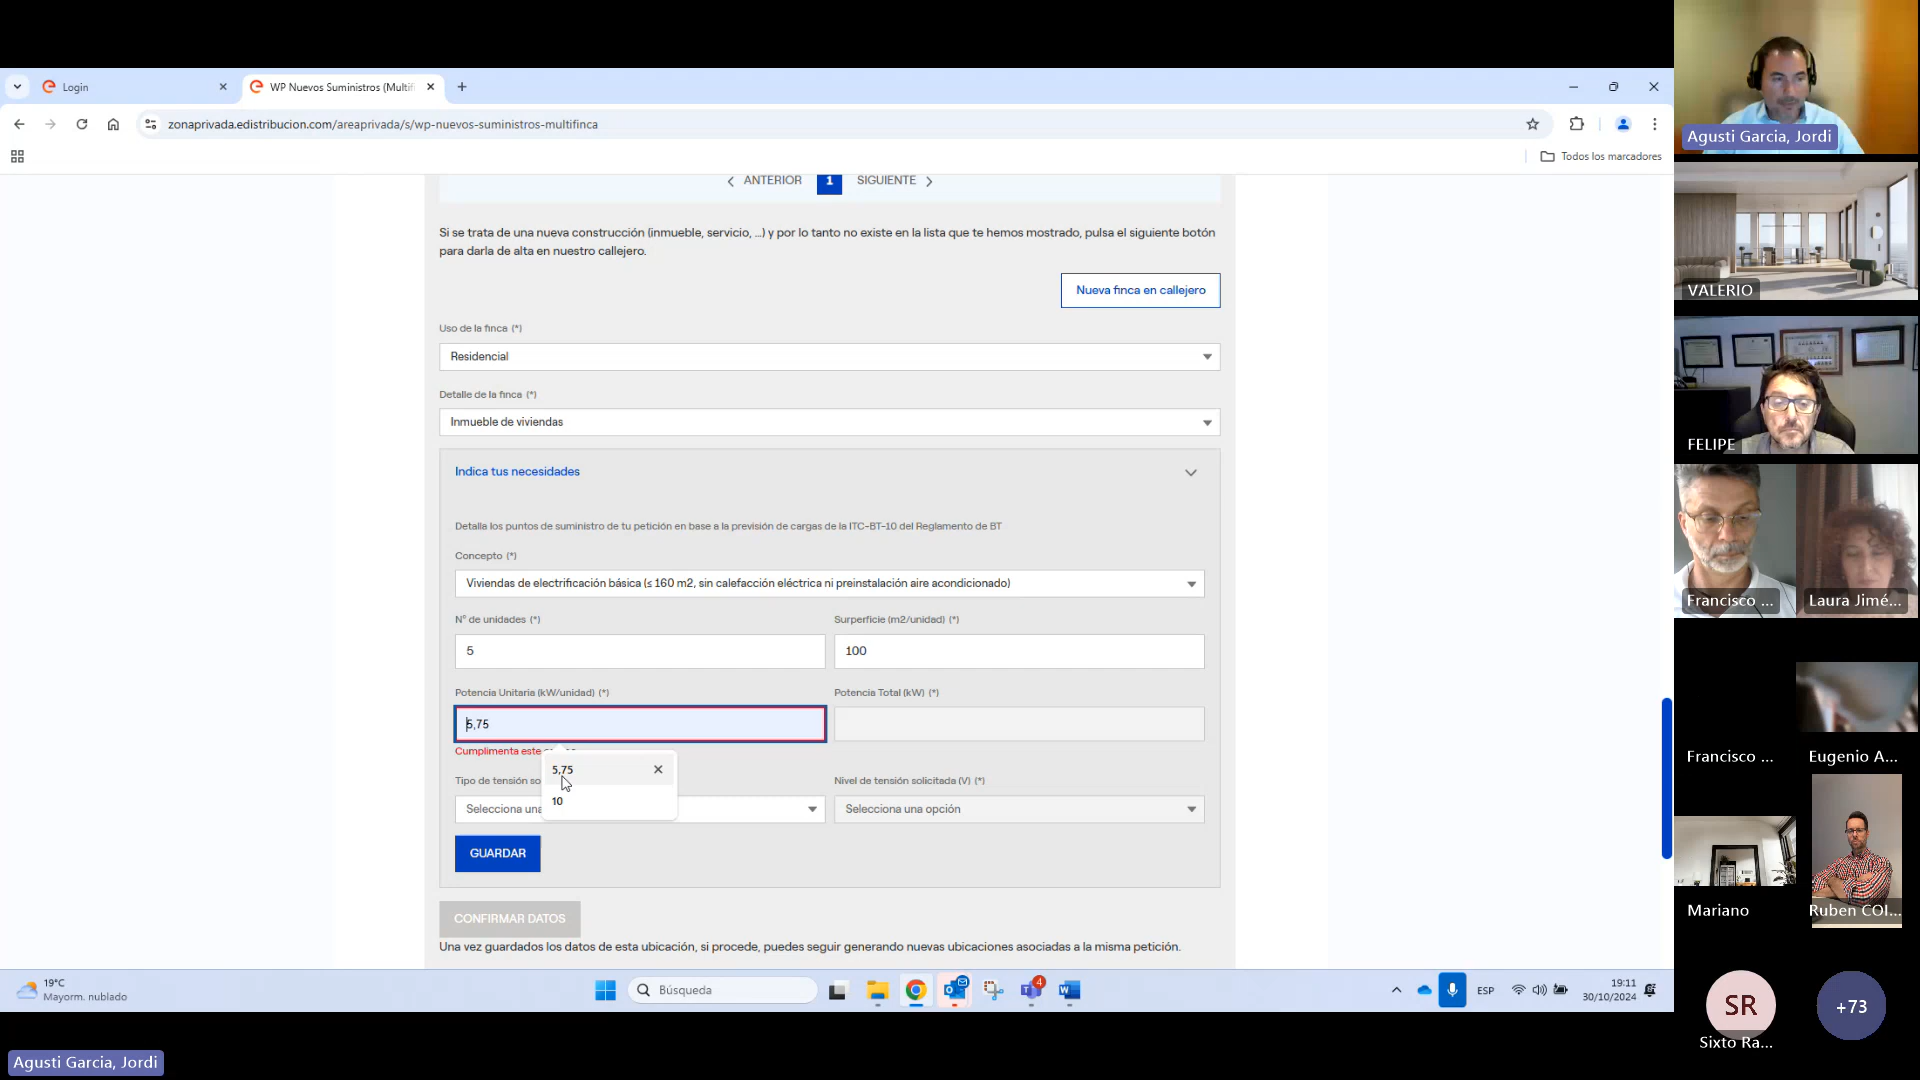 Login
WP Nuevos Suministros (Multifi
zonaprivada.edistribucion.com/areaprivada/s/wp-nuevos-suministros-multifinca
Todos los marcadores
ANTERIOR 1 SIGUIENTE
Si se trata de una nueva construcción (inmueble, servicio, ...) y por lo tanto no existe en la lista que te hemos mostrado, pulsa el siguiente botón
para darla de alta en nuestro callejero.
Nueva finca en callejero
Uso de la finca (*)
Residencial
Detalle de la finca (*)
Inmueble de viviendas
Indica tus necesidades
Detalla los puntos de suministro de tu petición en base a la previsión de cargas de la ITC-BT-10 del Reglamento de BT
Concepto (*)
Viviendas de electrificación básica (≤ 160 m2, sin calefacción eléctrica ni preinstalación aire acondicionado)
Nº de unidades (*)
Surperficie (m2/unidad) (*)
5
100
Potencia Unitaria (kW/unidad) (*)
Potencia Total (kW) (*)
5,75
Cumplimenta este
5,75
10
Tipo de tensión so
Nivel de tensión solicitada (V) (*)
Selecciona una
Selecciona una opción
GUARDAR
CONFIRMAR DATOS
Una vez guardados los datos de esta ubicación, si procede, puedes seguir generando nuevas ubicaciones asociadas a la misma petición.
19°C
Mayorm. nublado
Búsqueda
4
ESP
19:11
30/10/2024
Agusti Garcia, Jordi
Agusti Garcia, Jordi
VALERIO
FELIPE
Francisco ...
Laura Jimé...
Francisco ...
Eugenio A...
Mariano
Ruben COI...
SR
Sixto Ra...
+73